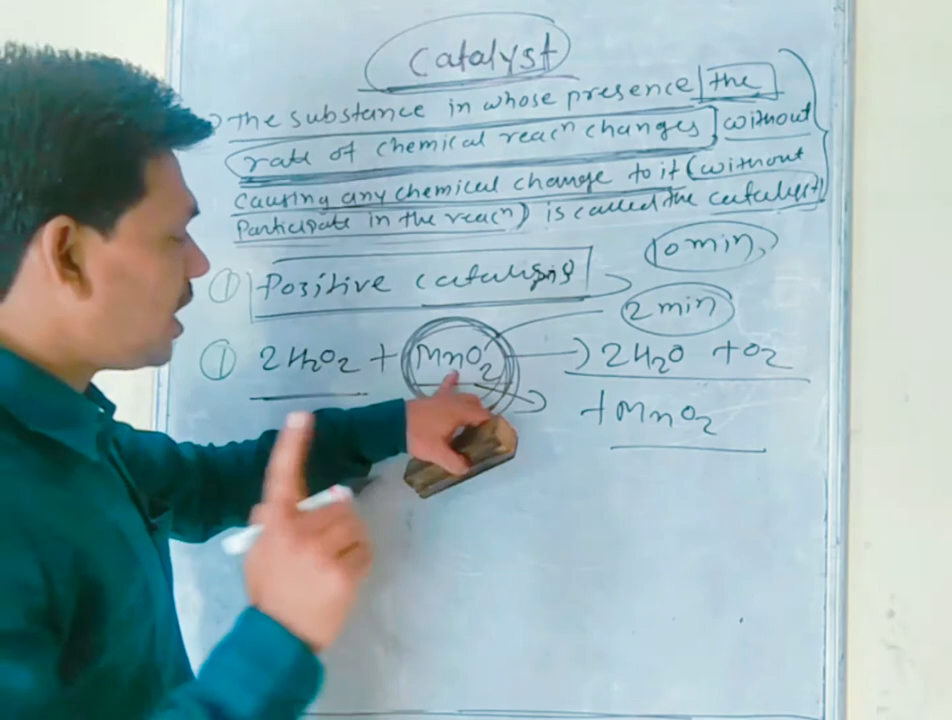 Catalyst
the substance in whose presence the
rate of chemical reacn changes without
causing any chemical change to it (without
Participate in the reacn) is called the catalyst
10 min
① Positive catalysis
2 min
① 2H₂O₂ + MnO₂ → 2H₂O + O₂
+ MnO₂